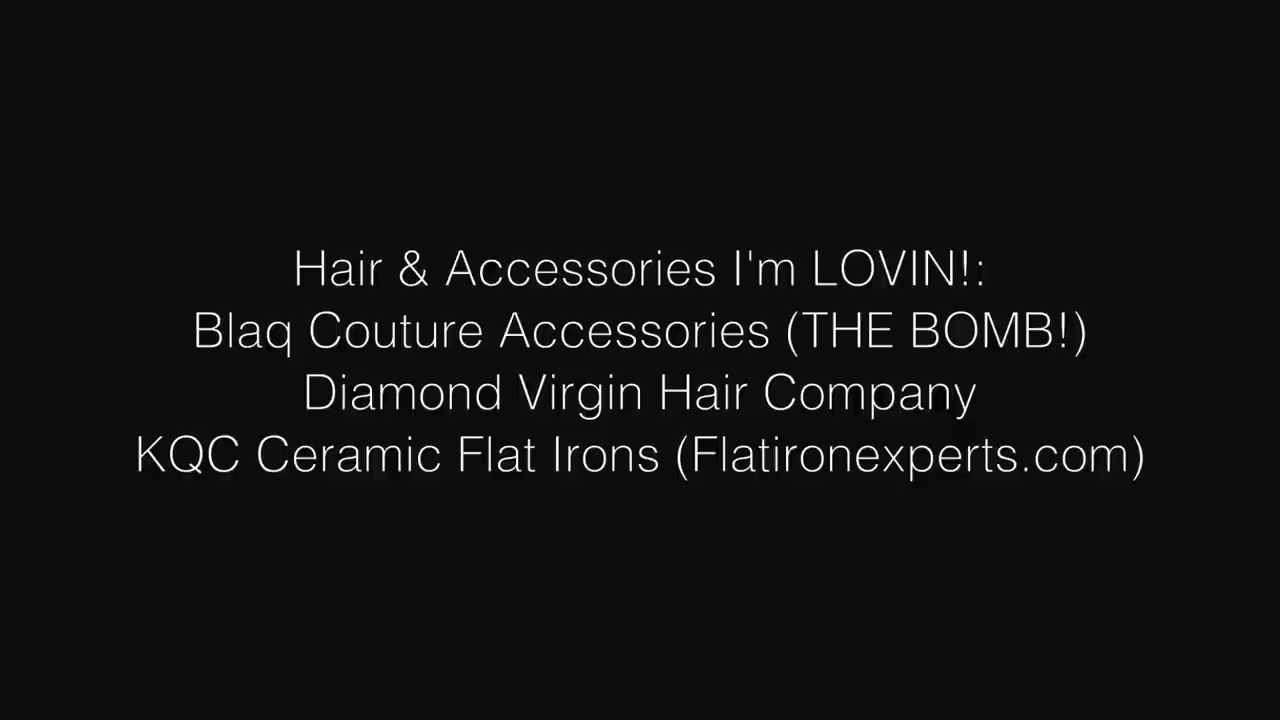 Hair & Accessories I'm LOVIN!:
Blaq Couture Accessories (THE BOMB!)
Diamond Virgin Hair Company
KQC Ceramic Flat Irons (Flatironexperts.com)